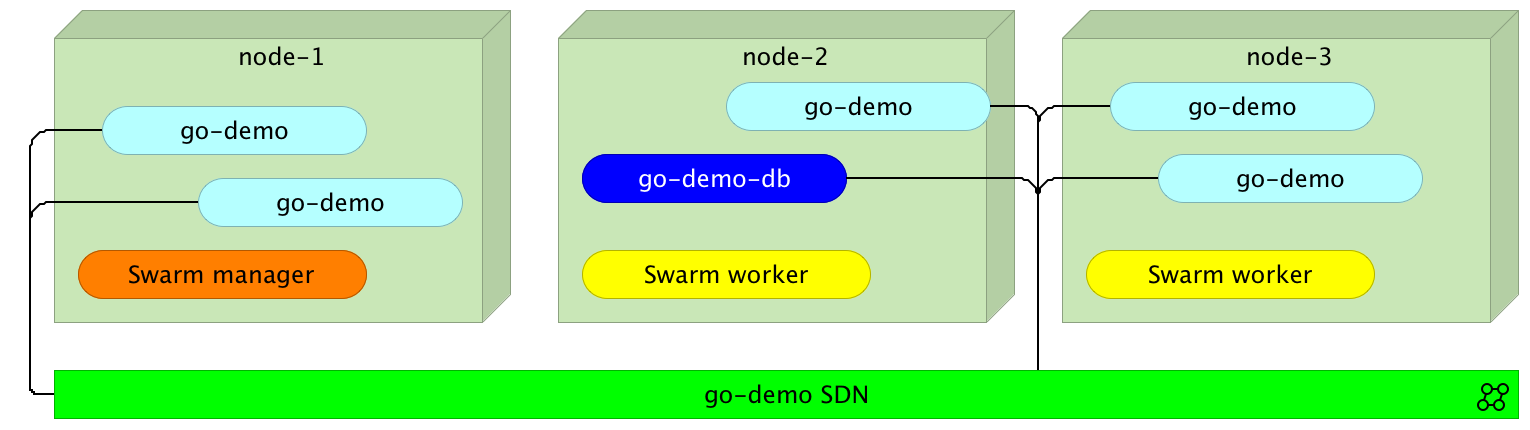 node-1
go-demo
go-demo
Swarm manager
node-2
go-demo
go-demo-db
Swarm worker
node-3
go-demo
go-demo
Swarm worker
go-demo SDN